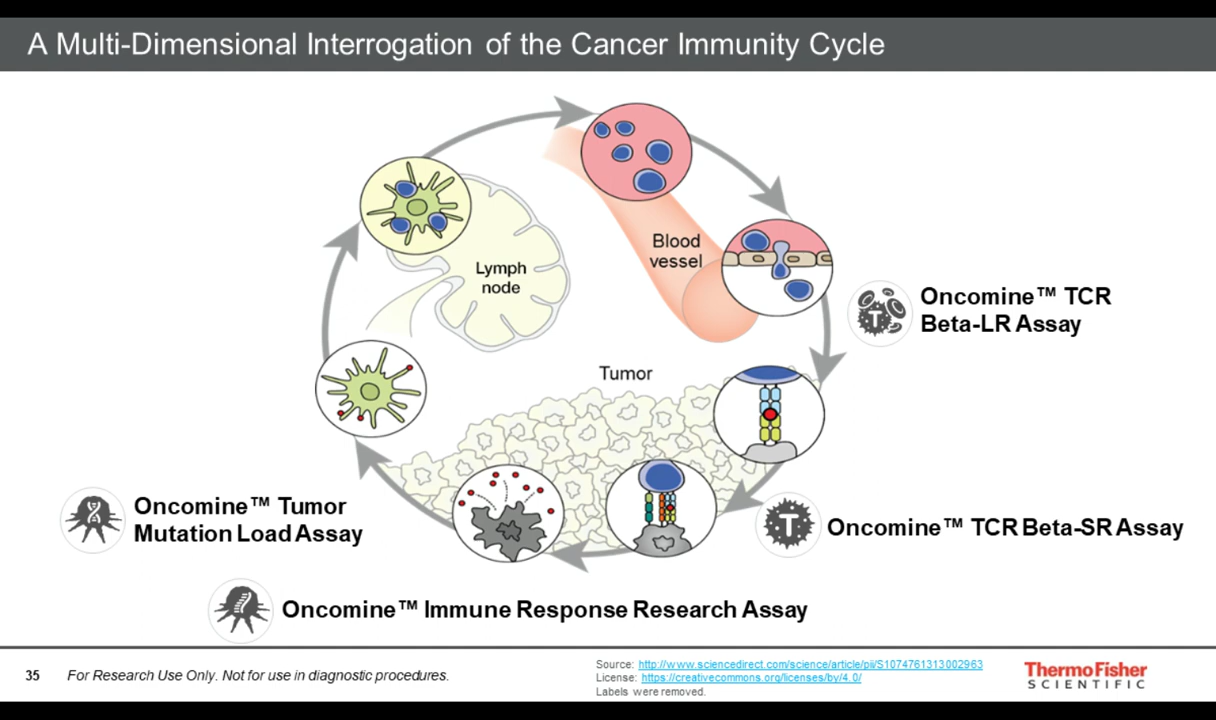 A Multi-Dimensional Interrogation of the Cancer Immunity Cycle
Blood
vessel
Lymph
node
Oncomine™ TCR
Beta-LR Assay
Tumor
Oncomine™ Tumor
Mutation Load Assay
T
Oncomine™ TCR Beta-SR Assay
Oncomine™ Immune Response Research Assay
35 For Research Use Only. Not for use in diagnostic procedures.
Source: http://www.sciencedirect.com/science/article/pii/S1074761313002963
License: https://creativecommons.org/licenses/by/4.0/
Labels were removed.
ThermoFisher
SCIENTIFIC